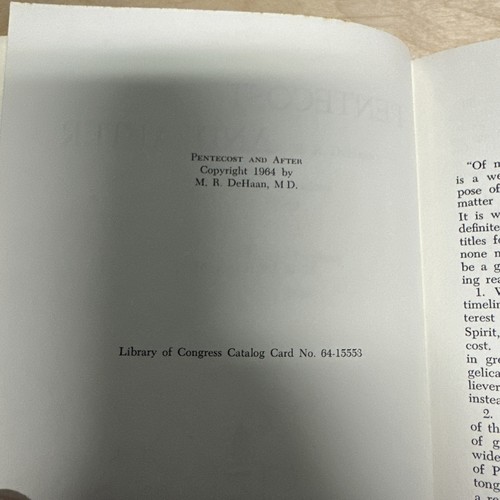 PENTECOST AND AFTER
Copyright 1964 by
M. R. DeHaan, M D.
Library of Congress Catalog Card No. 64-15553
"Of m
is a we
pose of
matter
It is w
definite
titles f
none n
be a g
ing rea
1. V
timelin
terest
Spirit,
cost.
in gre
gelica
liever
instea
2.
of th
of g
wide
of P
tong
a re